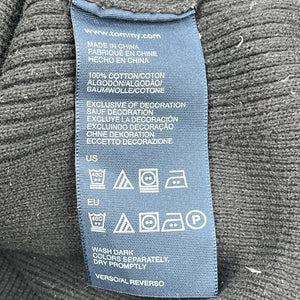 www.tommy.com
MADE IN CHINA
FABRIQUÉ EN CHINE
HECHO EN CHINA
100% COTTON/COTON
ALGODÓN/ALGODÃO/
BAUMWOLLE/COTONE
EXCLUSIVE OF DECORATION
SAUF DÉCORATION
EXCLUYE LA DECORACIÓN
EXCLUINDO DECORAÇÃO
OHNE DEKORATION
ECCETTO DECORAZIONE
US
EU
P
WASH DARK
COLORS SEPARATELY.
DRY PROMPTLY
VERSO/AL REVERSO